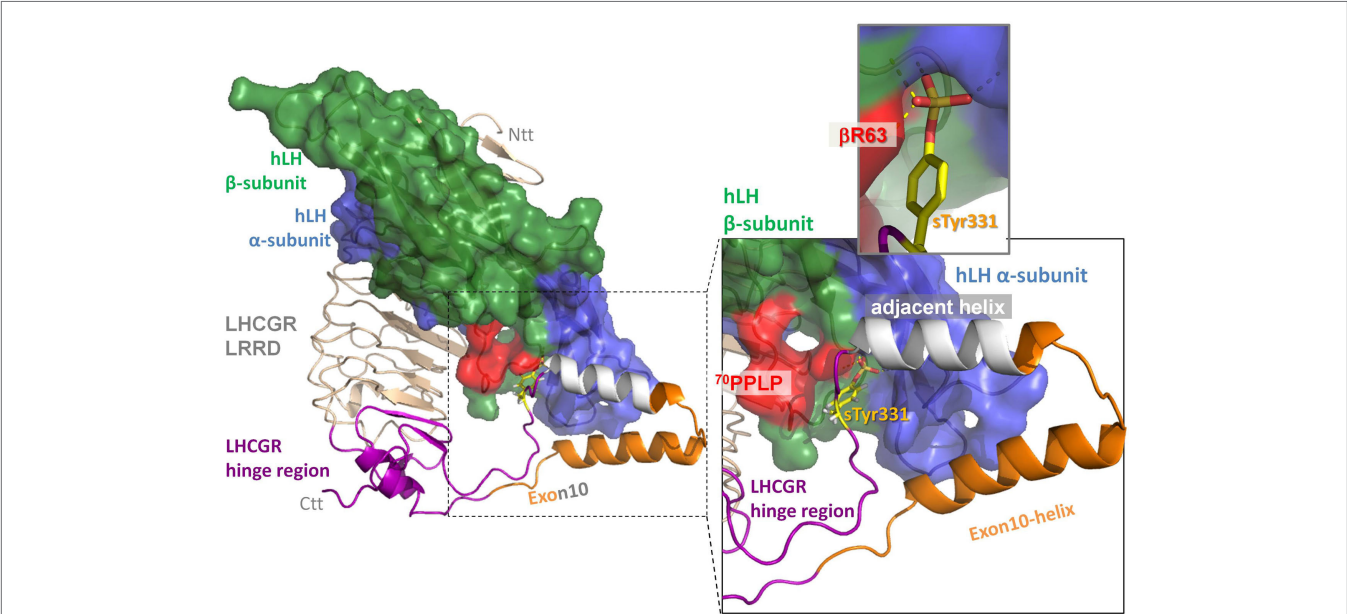 Ntt
hLH
β-subunit
hLH
α-subunit
LHCGR
LRRD
LHCGR
hinge region
Ctt
Exon10
βR63
sTyr331
hLH
β-subunit
hLH α-subunit
adjacent helix
⁷⁰PPLP
sTyr331
LHCGR
hinge region
Exon10-helix